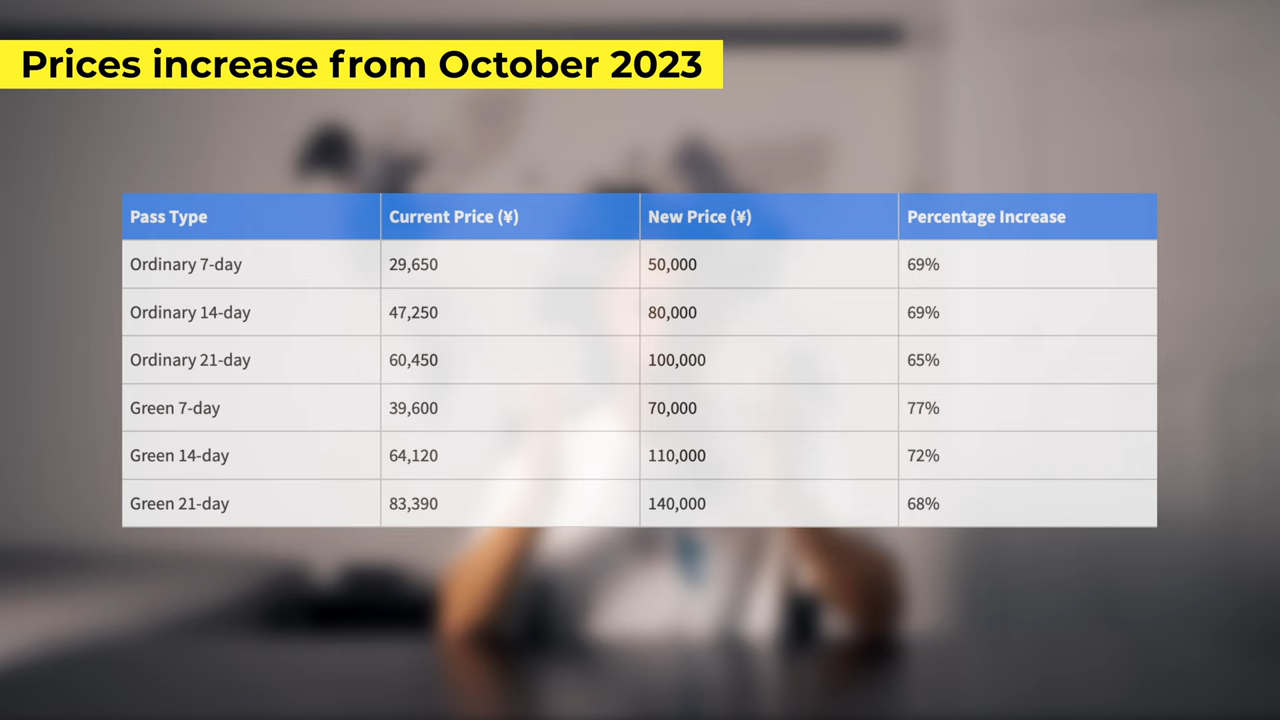 Prices increase from October 2023
Pass Type Current Price (¥) New Price (¥) Percentage Increase
Ordinary 7-day 29,650 50,000 69%
Ordinary 14-day 47,250 80,000 69%
Ordinary 21-day 60,450 100,000 65%
Green 7-day 39,600 70,000 77%
Green 14-day 64,120 110,000 72%
Green 21-day 83,390 140,000 68%